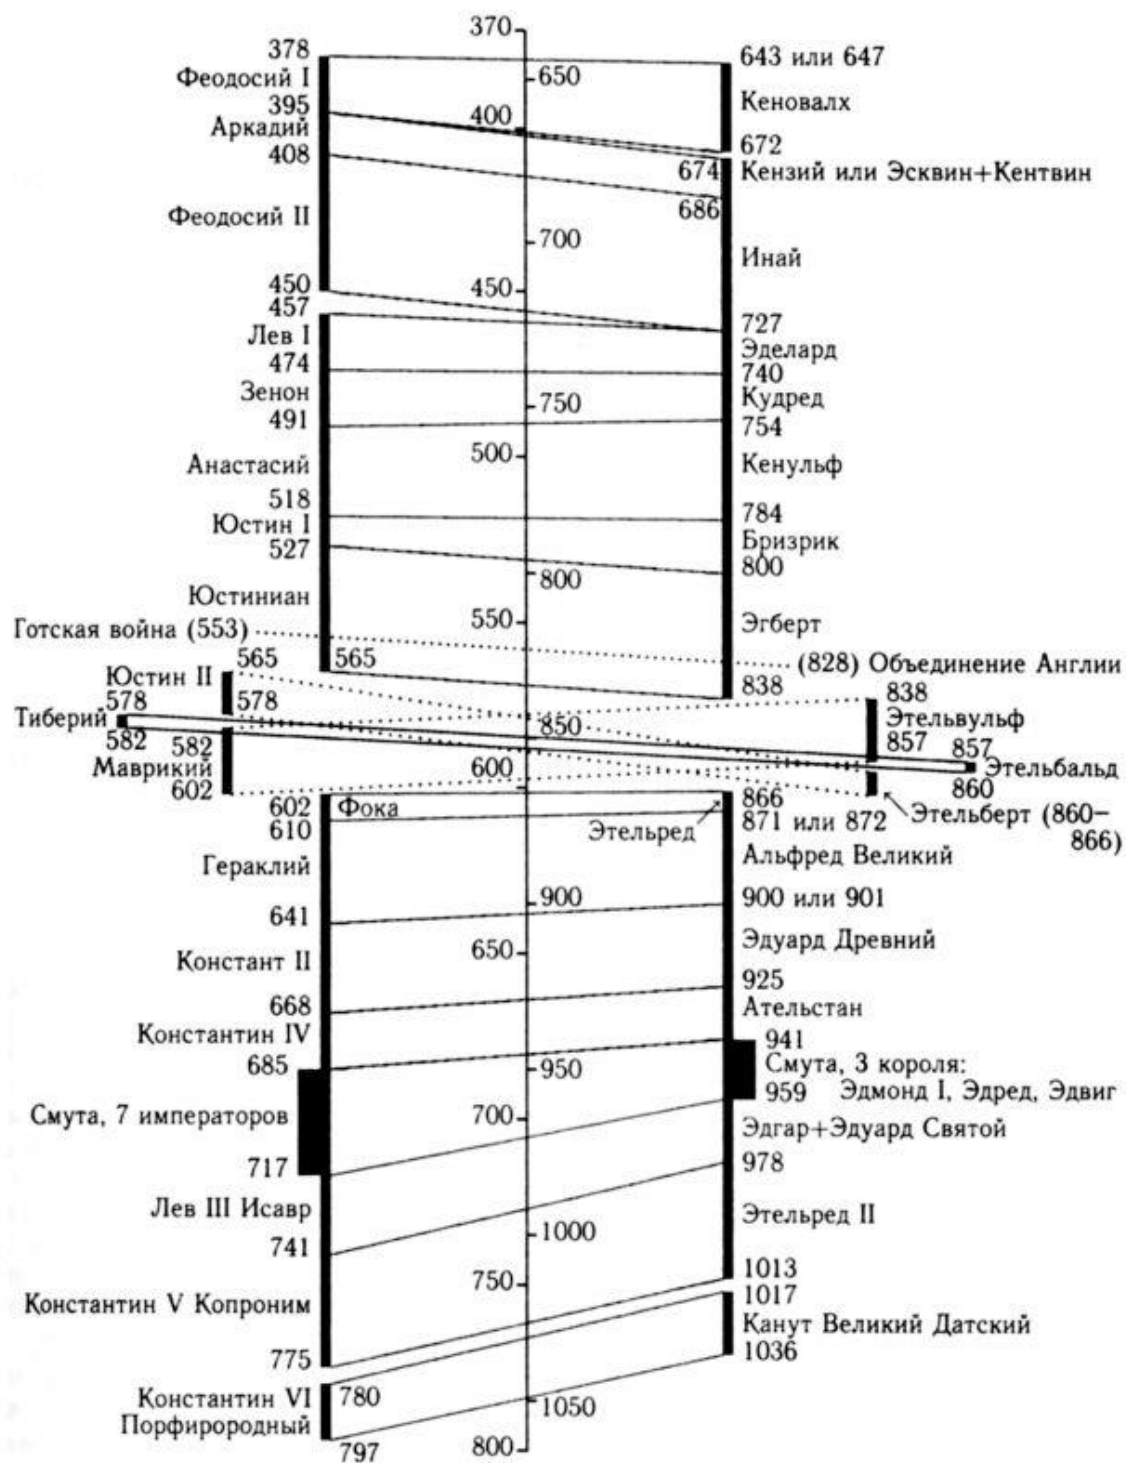 370
378
643 или 647
Феодосий I
650
Кеновалх
395
400
Аркадий
672
408
674
Кензий или Эсквин+Кентвин
686
Феодосий II
700
Инай
450
450
457
727
Лев I
Эделард
474
740
Зенон
750
Кудред
491
754
500
Анастасий
Кенульф
518
784
Юстин I
Бризрик
527
800
800
Юстиниан
550
Эгберт
Готская война (553)
(828) Объединение Англии
565
565
Юстин II
838
838
578
578
Тиберий
850
Этельвульф
582
582
857
857
Маврикий
600
Этельбальд
602
860
602
Фока
866
Этельред
Этельберт (860–
866)
610
871 или 872
Гераклий
Альфред Великий
900
900 или 901
641
Эдуард Древний
Констант II
650
925
668
Ательстан
Константин IV
941
685
950
Смута, 3 короля:
959
Эдмонд I, Эдред, Эдвиг
Смута, 7 императоров
700
Эдгар+Эдуард Святой
717
978
Лев III Исавр
Этельред II
741
1000
1013
750
1017
Константин V Копроним
Канут Великий Датский
775
1036
Константин VI
Порфирородный
780
1050
797
800